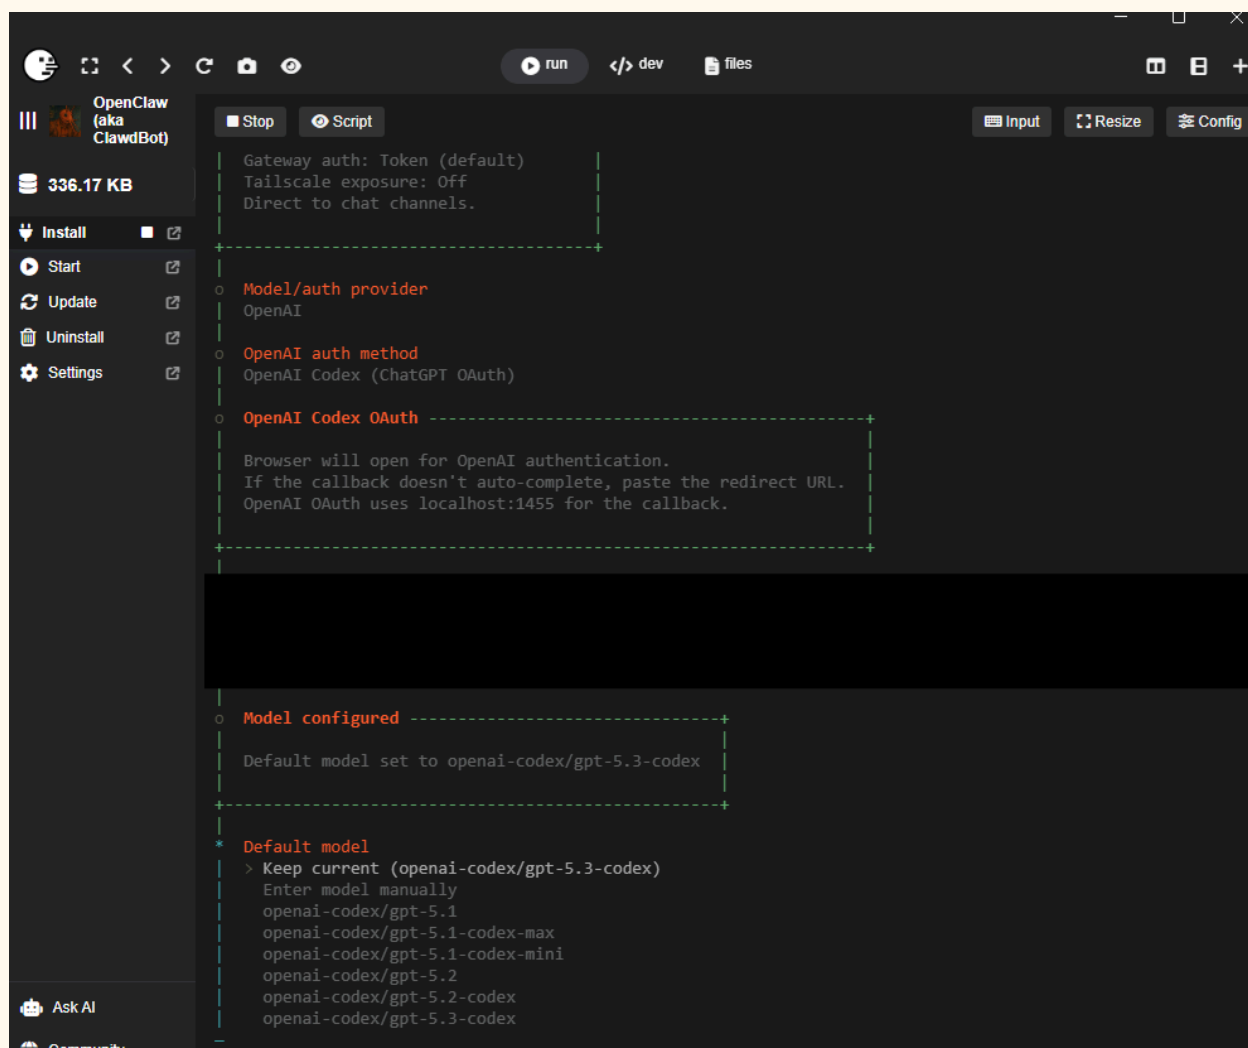 run
dev
files
OpenClaw
(aka
ClawdBot)
336.17 KB
Install
Start
Update
Uninstall
Settings
Ask AI
Community
Stop
Script
Input
Resize
Config
Gateway auth: Token (default)
Tailscale exposure: Off
Direct to chat channels.
Model/auth provider
OpenAI
OpenAI auth method
OpenAI Codex (ChatGPT OAuth)
OpenAI Codex OAuth
Browser will open for OpenAI authentication.
If the callback doesn't auto-complete, paste the redirect URL.
OpenAI OAuth uses localhost:1455 for the callback.
Model configured
Default model set to openai-codex/gpt-5.3-codex
* Default model
> Keep current (openai-codex/gpt-5.3-codex)
Enter model manually
openai-codex/gpt-5.1
openai-codex/gpt-5.1-codex-max
openai-codex/gpt-5.1-codex-mini
openai-codex/gpt-5.2
openai-codex/gpt-5.2-codex
openai-codex/gpt-5.3-codex